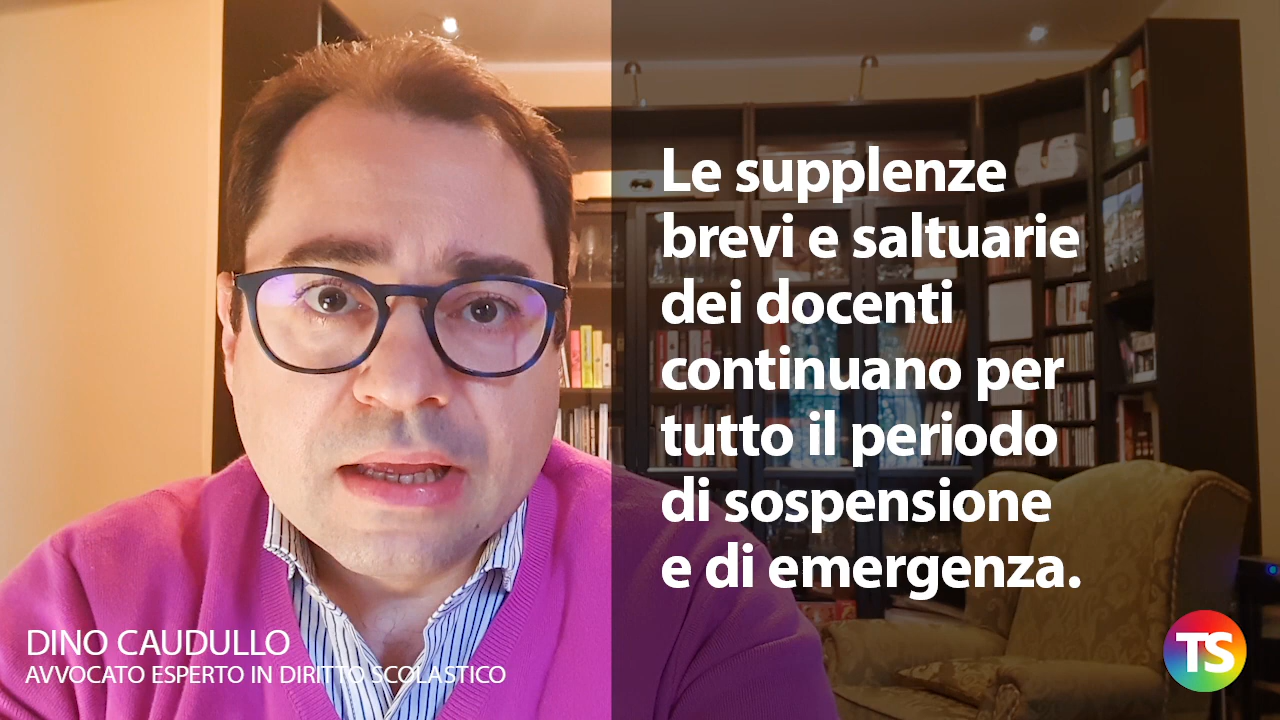 Le supplenze
brevi e saltuarie
dei docenti
continuano per
tutto il periodo
di sospensione
e di emergenza.
DINO CAUDULLO
AVVOCATO ESPERTO IN DIRITTO SCOLASTICO
TS